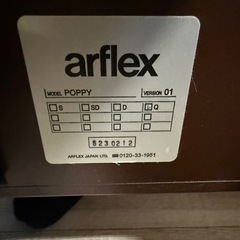 arflex
MODEL POPPY VERSION 01
S SD D Q
8230212
ARFLEX JAPAN LTD. 0120-33-1951